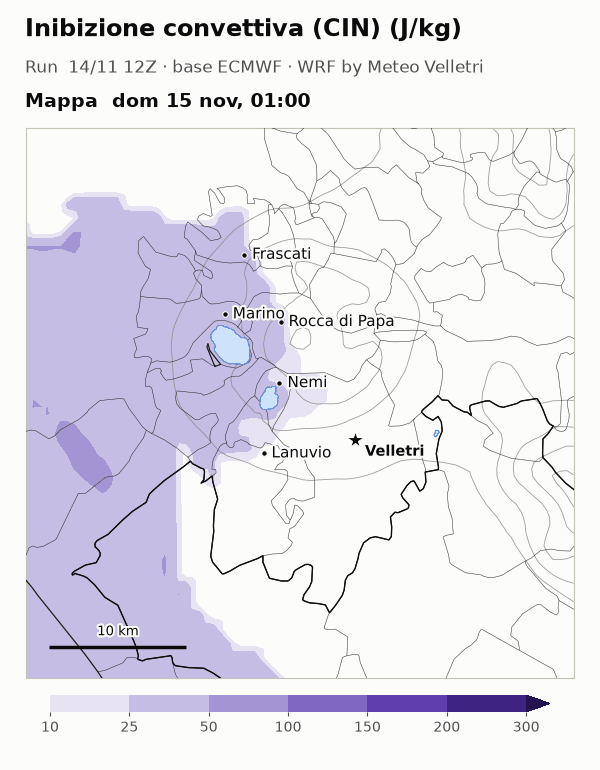 Inibizione convettiva (CIN) (J/kg)
Run  14/11 12Z · base ECMWF · WRF by Meteo Velletri
Mappa  dom 15 nov, 01:00
Frascati
Marino
Rocca di Papa
Nemi
Velletri
Lanuvio
10 km
10 25 50 100 150 200 300